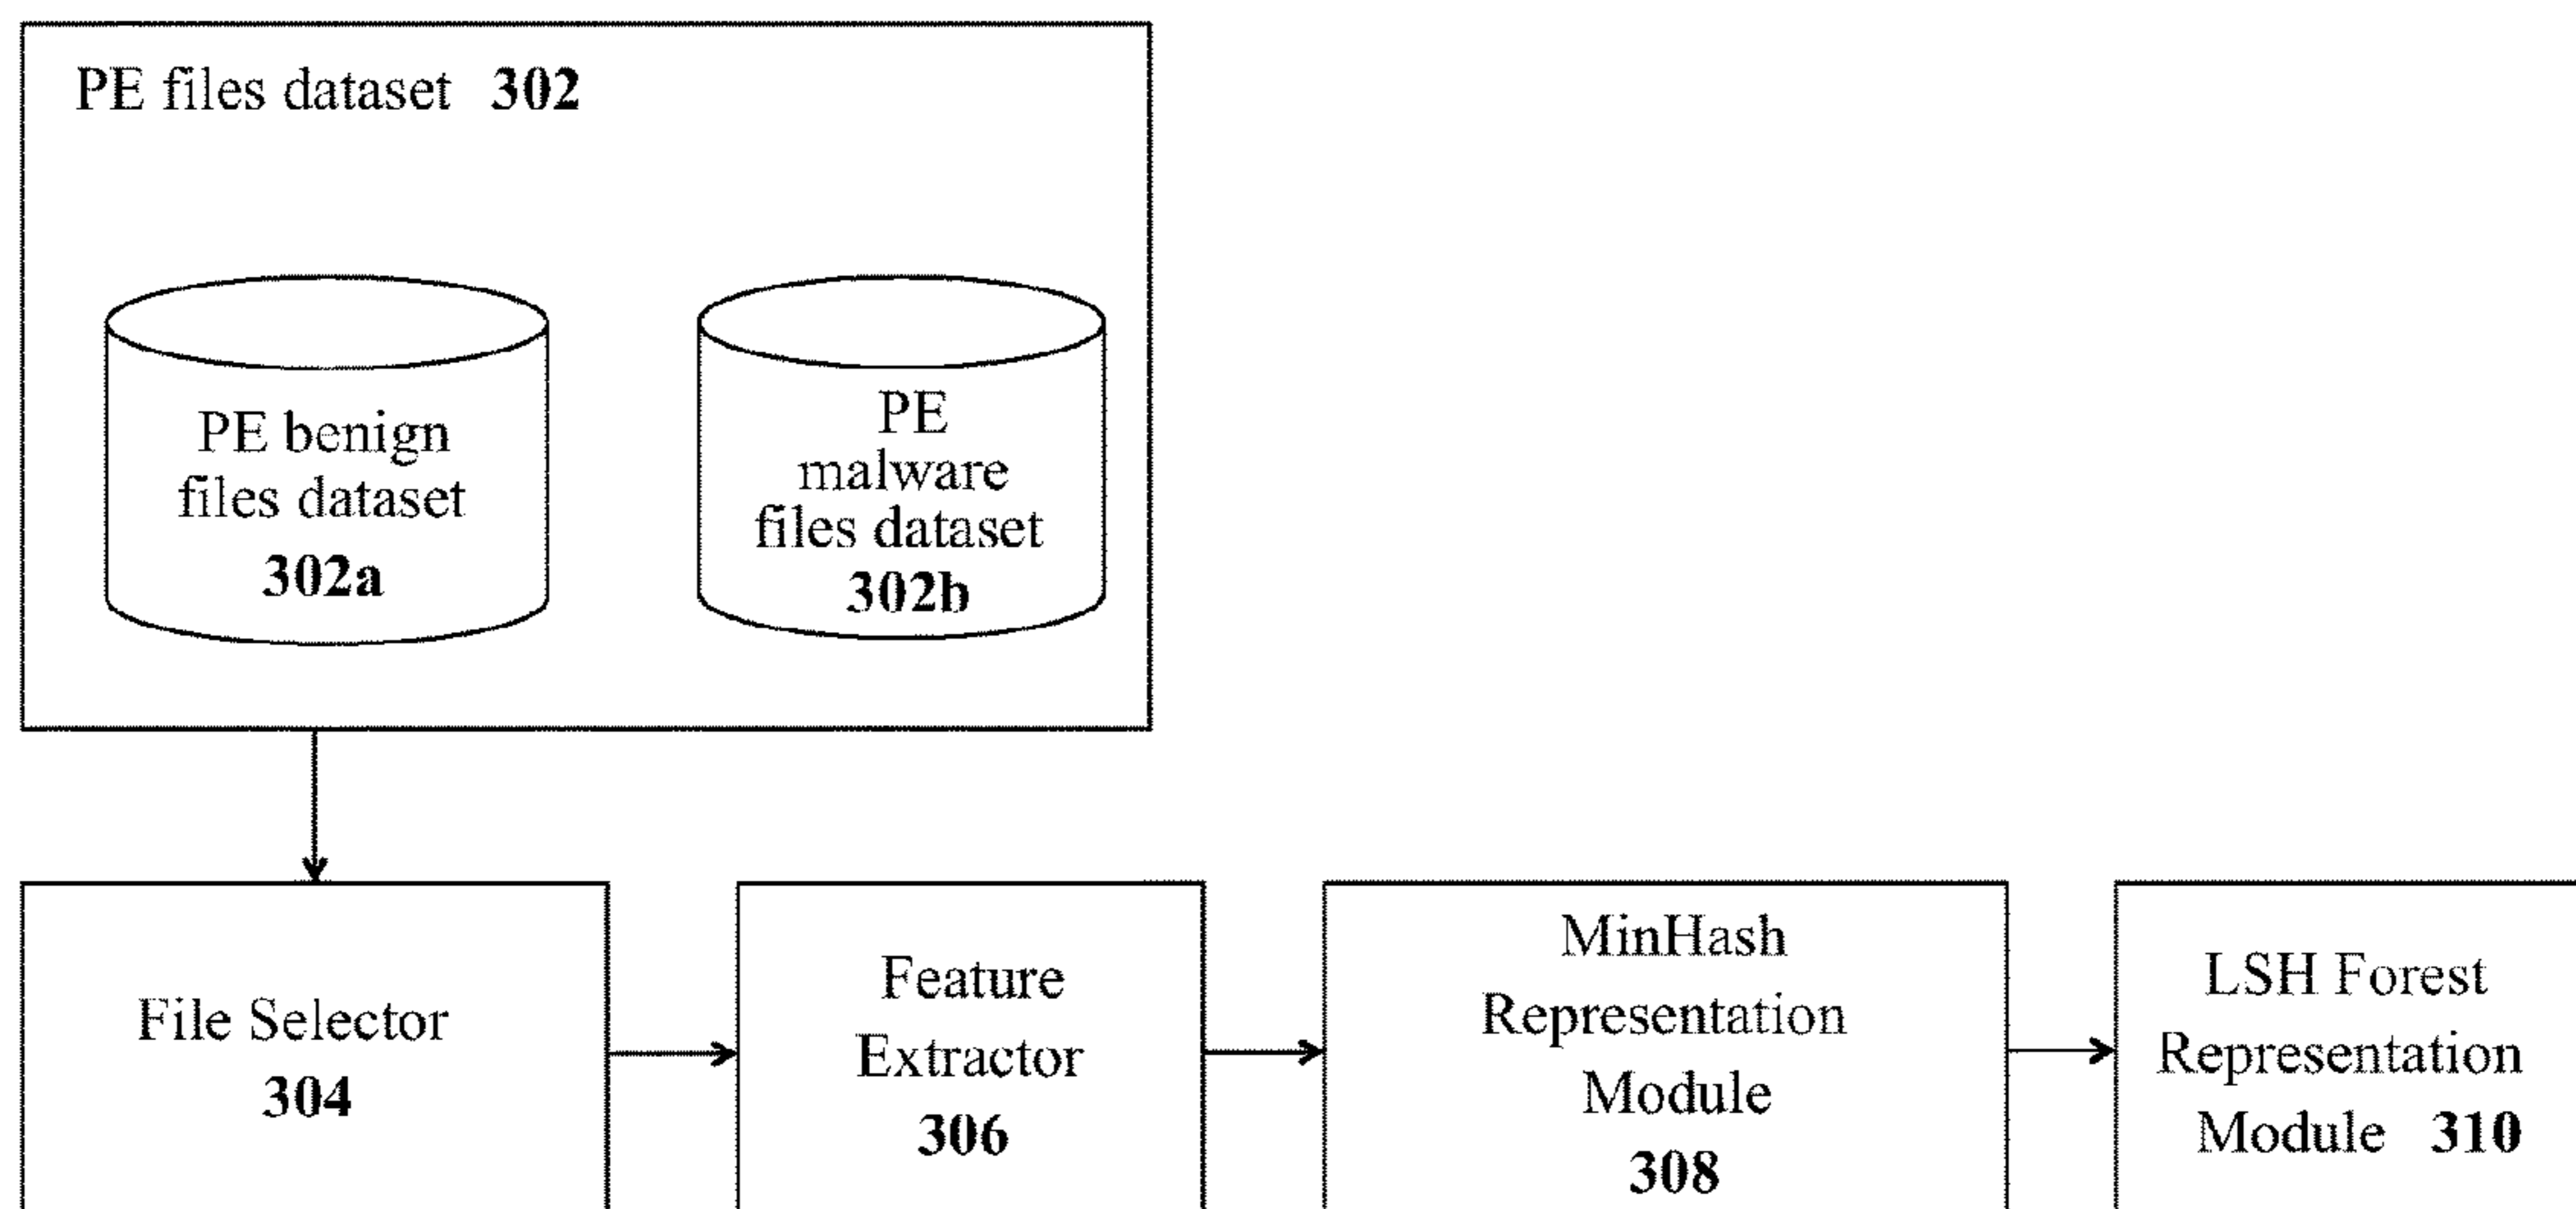 PE files dataset 302
PE benign
files dataset
302a
PE
malware
files dataset
302b
File Selector
304
Feature
Extractor
306
MinHash
Representation
Module
308
LSH Forest
Representation
Module 310